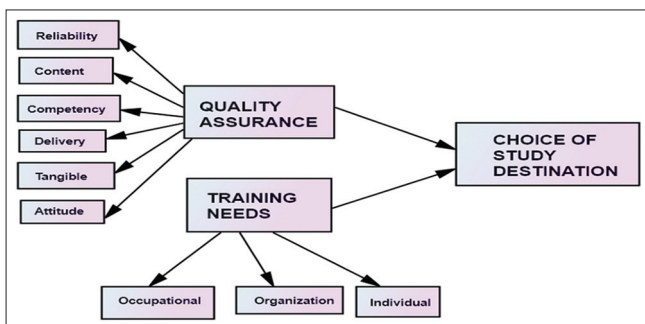 Reliability
Content
Competency
Delivery
Tangible
Attitude
QUALITY
ASSURANCE
TRAINING
NEEDS
CHOICE OF
STUDY
DESTINATION
Occupational
Organization
Individual